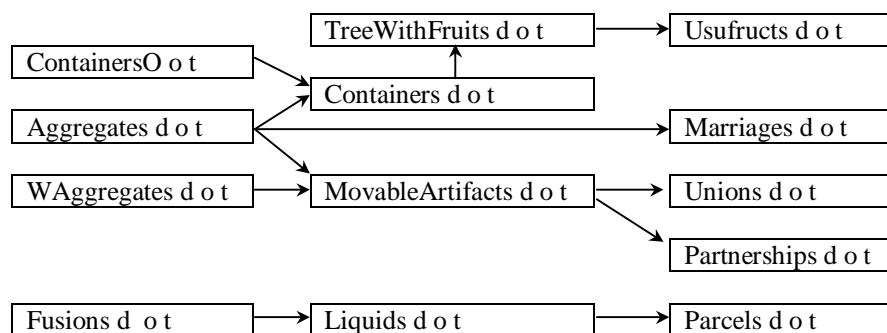 TreeWithFruits d o t
Usufructs d o t
ContainersO o t
Containers d o t
Aggregates d o t
Marriages d o t
WAggregates d o t
MovableArtifacts d o t
Unions d o t
Partnerships d o t
Fusions d  o t
Liquids d o t
Parcels d o t